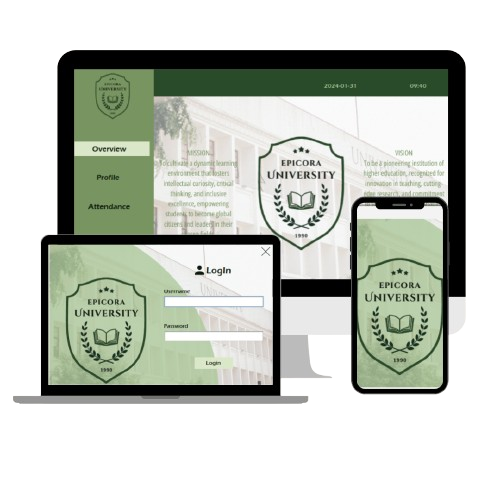 EPICORA
UNIVERSITY
2024-01-31
09:40
Overview
Profile
Attendance
MISSION
To cultivate a dynamic learning
environment that fosters
intellectual curiosity, critical
thinking, and inclusive
excellence, empowering
students to become global
citizens and leaders in their
EPICORA
UNIVERSITY
1990
VISION
To be a pioneering institution of
higher education, recognized for
innovation in teaching, cutting-
edge research, and commitment
LogIn
Username
Password
Login
EPICORA
UNIVERSITY
1990
EPICORA
UNIVERSITY
1990